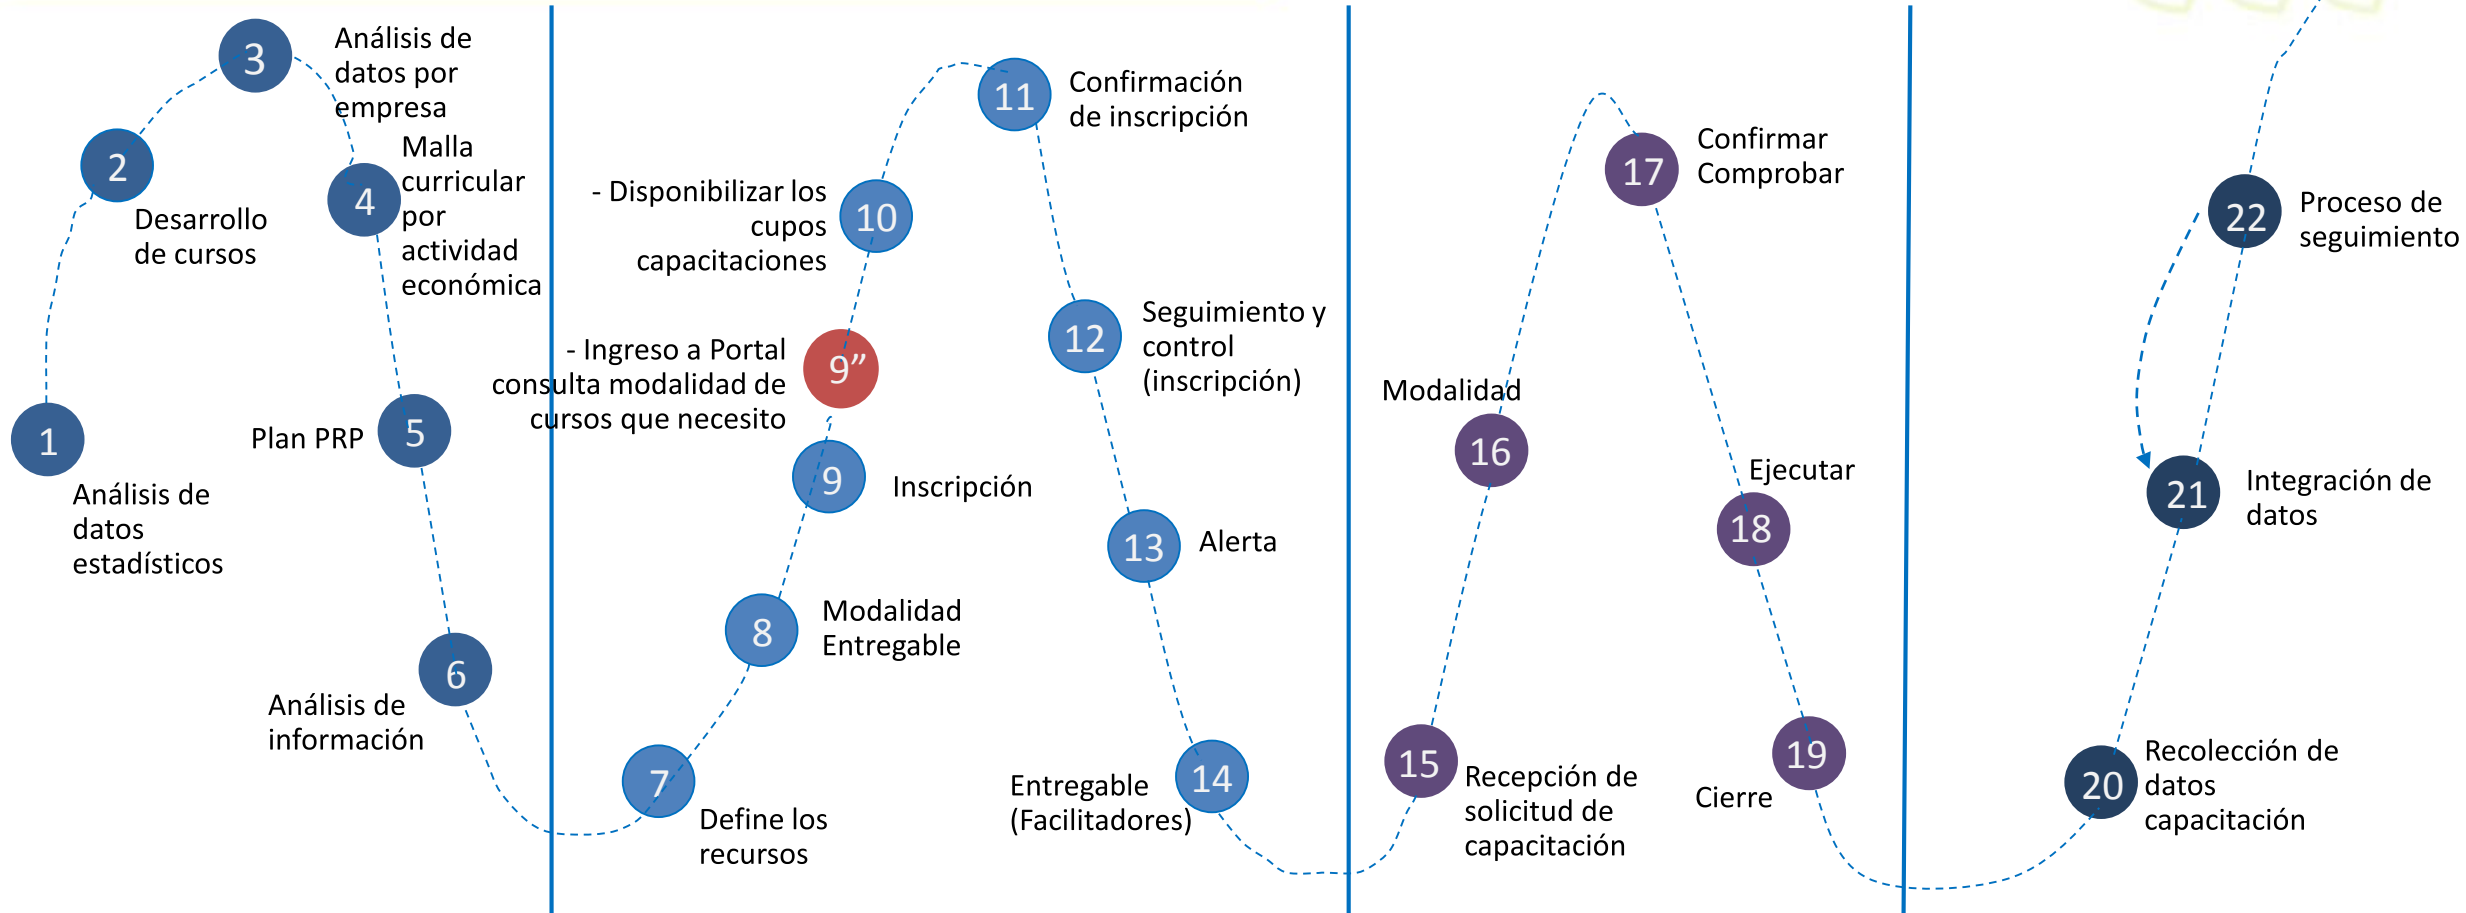 1
Análisis de
datos
estadísticos
2
Desarrollo
de cursos
3
Análisis de
datos por
empresa
4
Malla
curricular
por
actividad
económica
Plan PRP
5
6
Análisis de
información
7
Define los
recursos
8
Modalidad
Entregable
9
Inscripción
- Ingreso a Portal
consulta modalidad de
cursos que necesito
9”
- Disponibilizar los
cupos
capacitaciones
10
11
Confirmación
de inscripción
12
Seguimiento y
control
(inscripción)
13
Alerta
14
Entregable
(Facilitadores)
15
Recepción de
solicitud de
capacitación
Modalidad
16
17
Confirmar
Comprobar
Ejecutar
18
19
Cierre
20
Recolección de
datos
capacitación
21
Integración de
datos
22
Proceso de
seguimiento